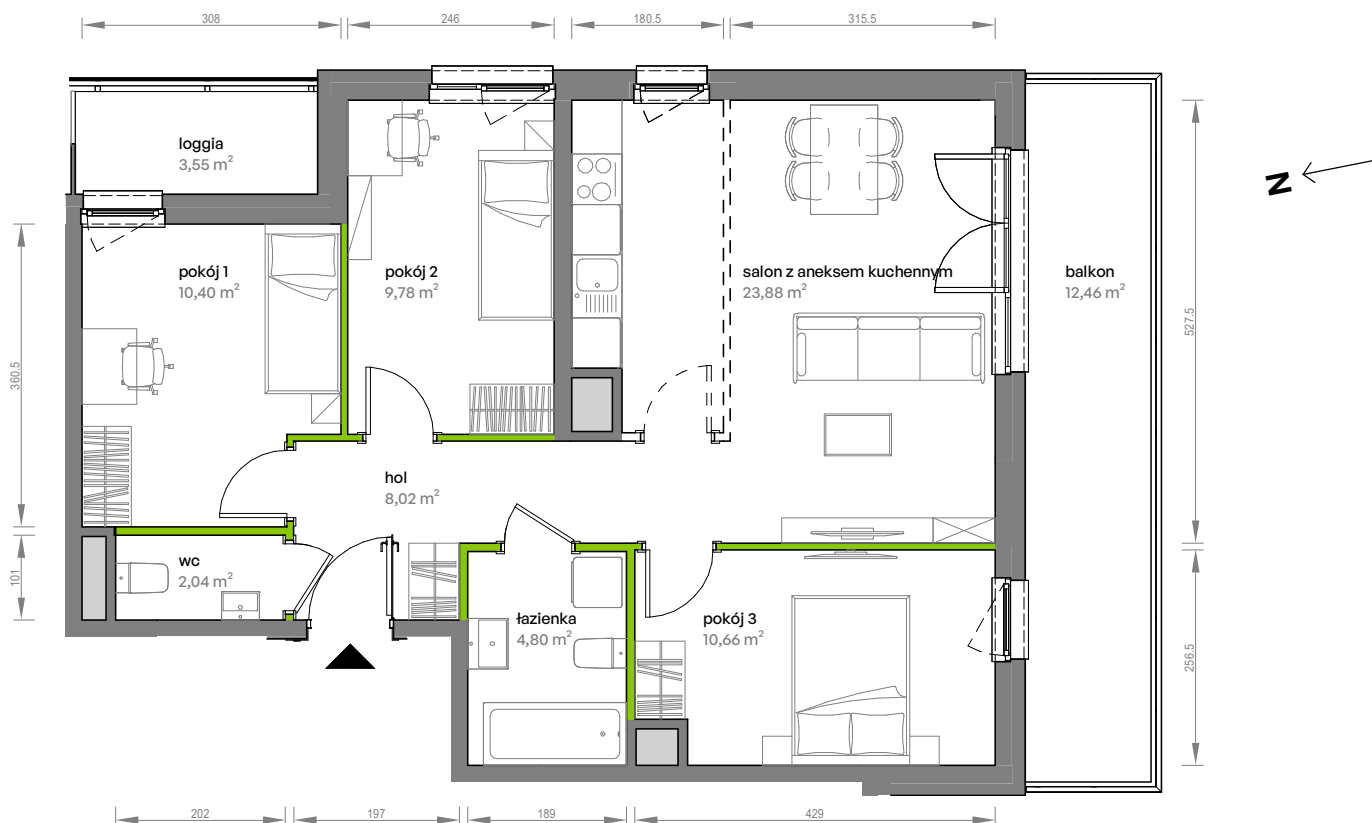 308
246
180.5
315.5
loggia
3,55 m²
N
pokój 1
10,40 m²
pokój 2
9,78 m²
salon z aneksem kuchennym
23,88 m²
balkon
12,46 m²
360.5
527.5
hol
8,02 m²
wc
2,04 m²
101
łazienka
4,80 m²
pokój 3
10,66 m²
256.5
202
197
189
429